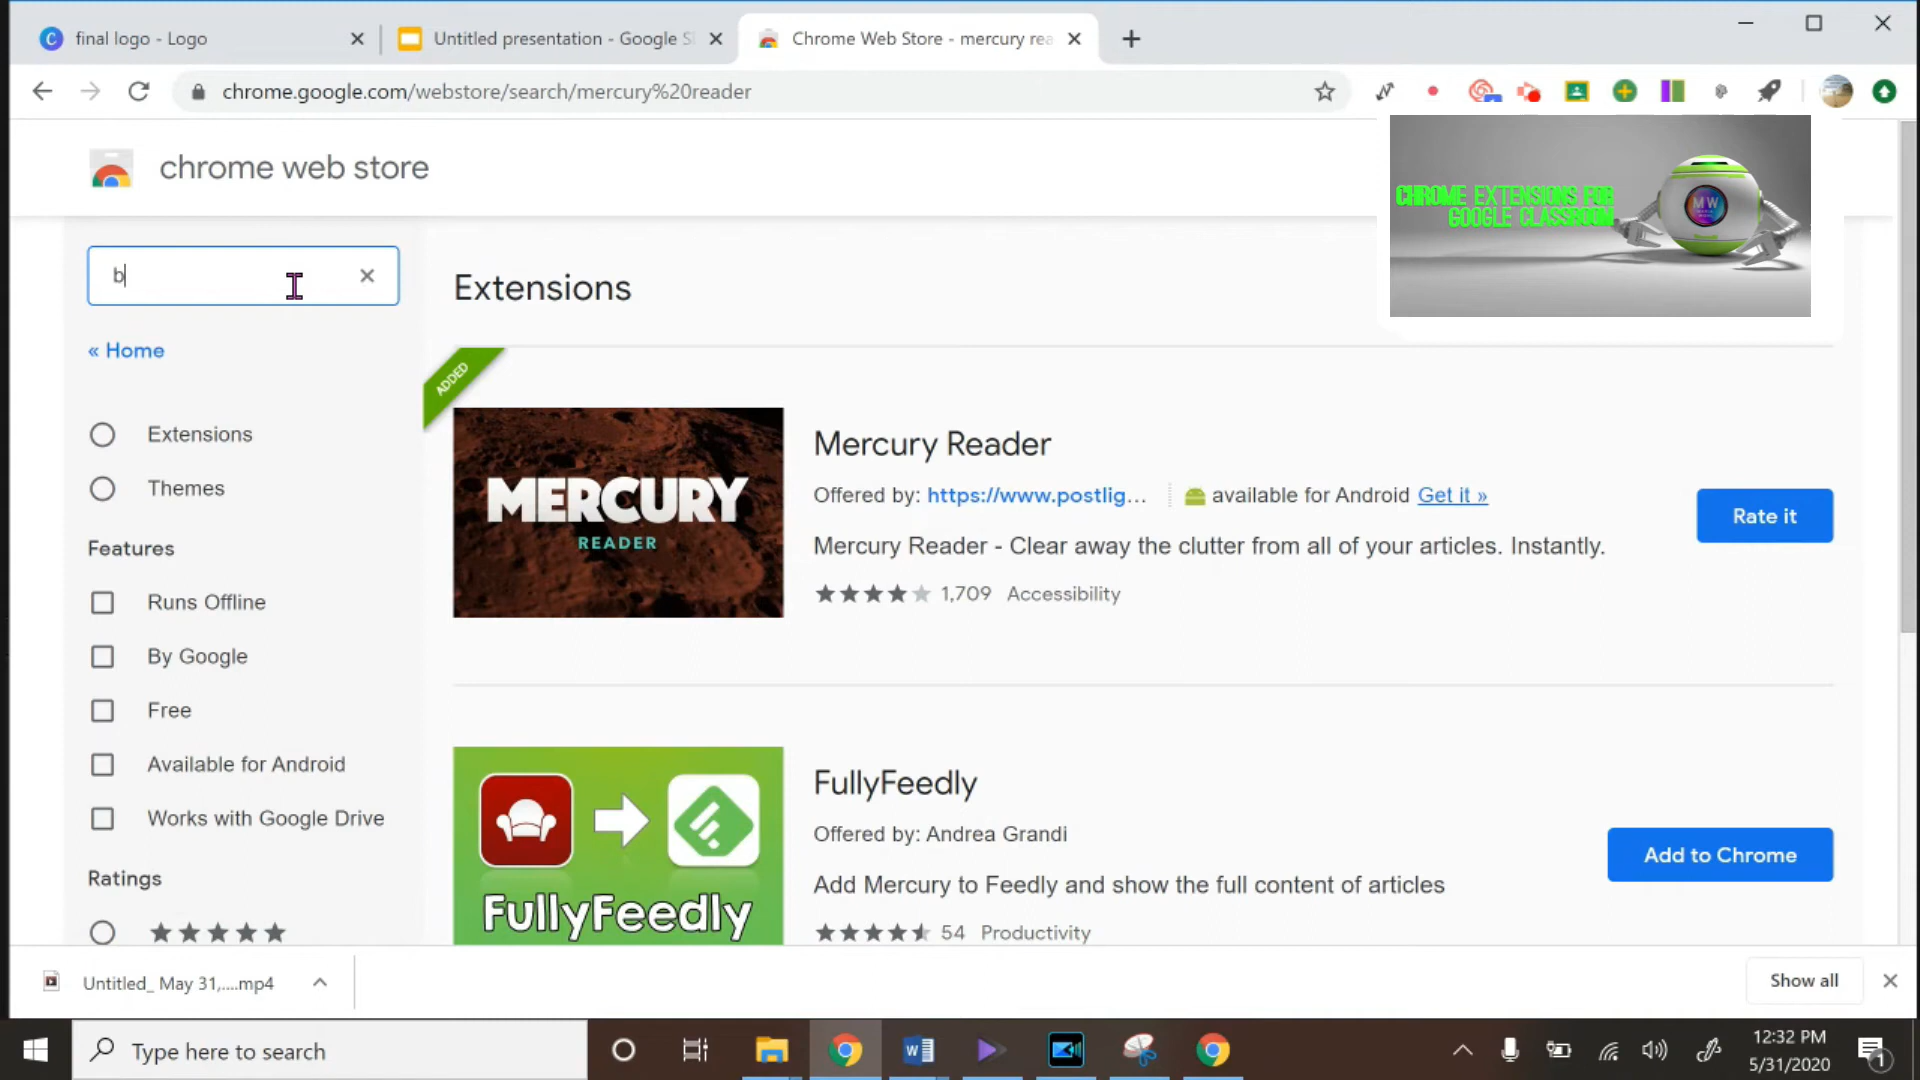 final logo - Logo
Untitled presentation - Google Sl
Chrome Web Store - mercury rea
chrome.google.com/webstore/search/mercury%20reader
chrome web store
CHROME EXTENSIONS FOR
GOOGLE CLASSROOM
MW
b
Extensions
« Home
ADDED
Extensions
Themes
Features
Runs Offline
By Google
Free
Available for Android
Works with Google Drive
Ratings
MERCURY
READER
Mercury Reader
Offered by: https://www.postlig... available for Android Get it »
Rate it
Mercury Reader - Clear away the clutter from all of your articles. Instantly.
1,709 Accessibility
FullyFeedly
FullyFeedly
Offered by: Andrea Grandi
Add to Chrome
Add Mercury to Feedly and show the full content of articles
54 Productivity
Untitled_ May 31,....mp4
Show all
Type here to search
12:32 PM
5/31/2020
1